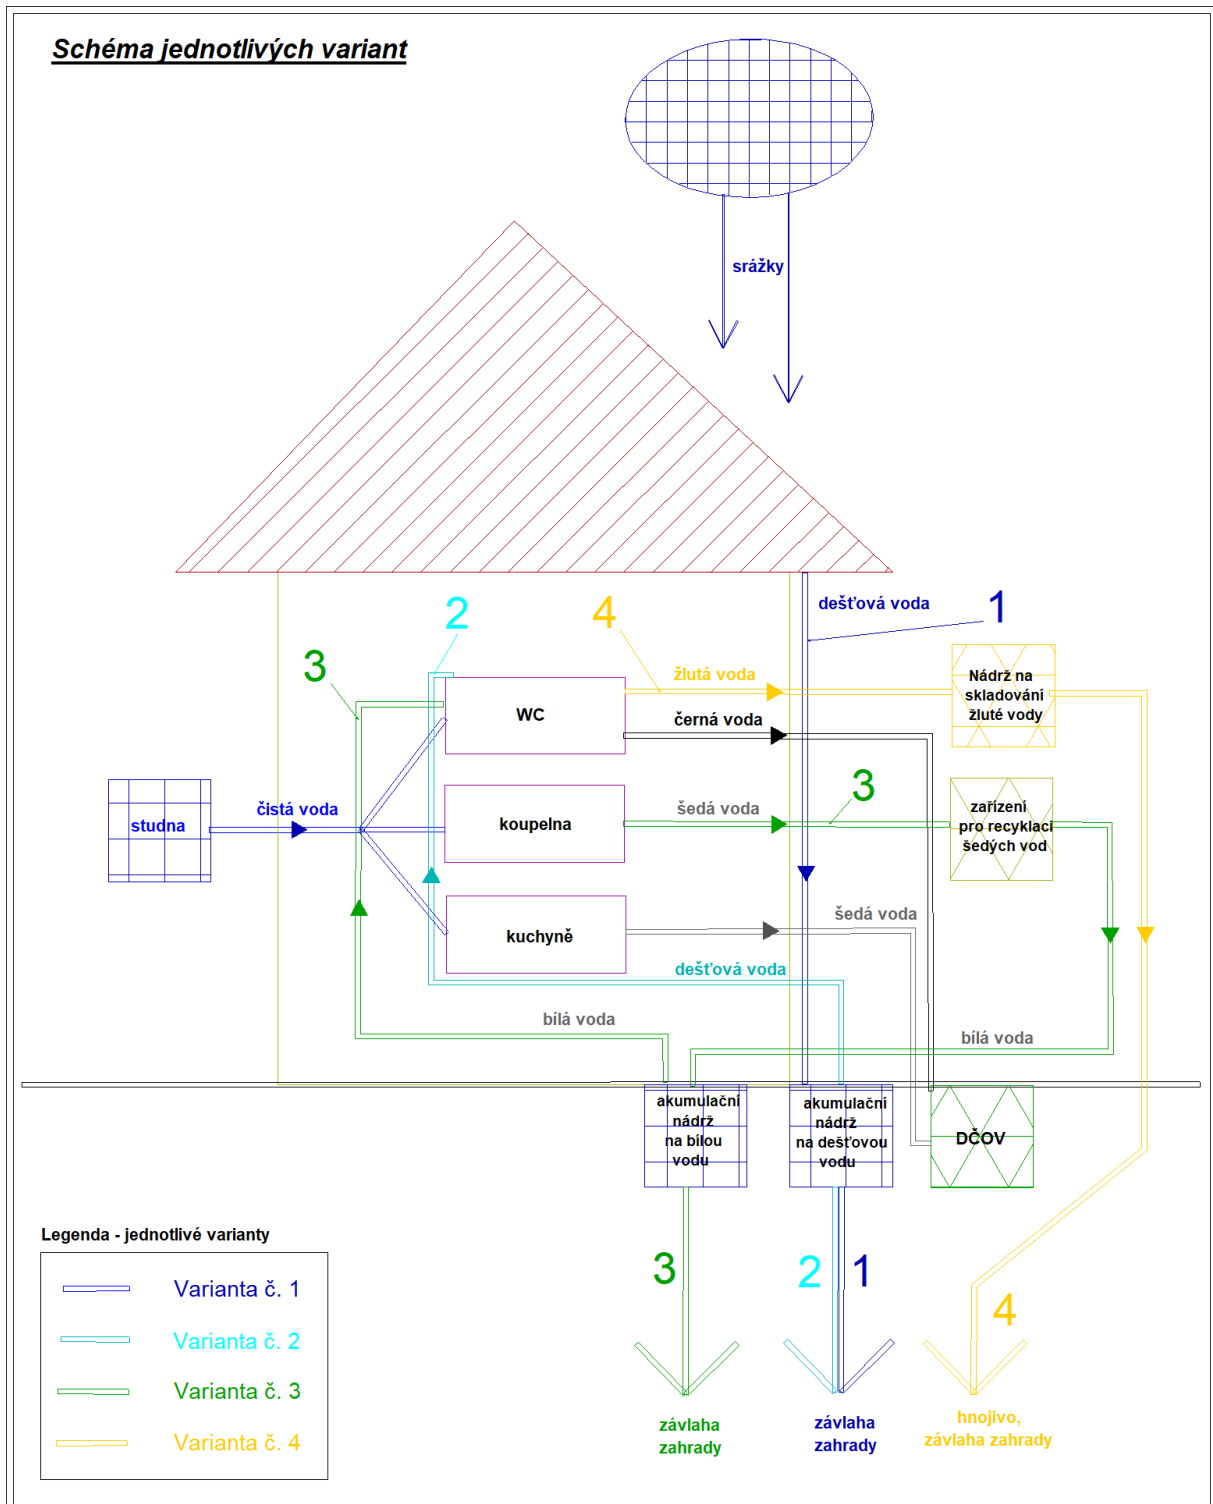 Schéma jednotlivých variant
srážky
dešťová voda
1
2
4
3
žlutá voda
Nádrž na
skladování
žluté vody
WC
černá voda
čistá voda
studna
koupelna
šedá voda
3
zařízení
pro recyklaci
šedých vod
kuchyně
šedá voda
dešťová voda
bílá voda
bílá voda
akumulační
nádrž
na bílou
vodu
akumulační
nádrž
na dešťovou
vodu
DČOV
3
2
1
4
závlaha
zahrady
závlaha
zahrady
hnojivo,
závlaha zahrady
Legenda - jednotlivé varianty
Varianta č. 1
Varianta č. 2
Varianta č. 3
Varianta č. 4